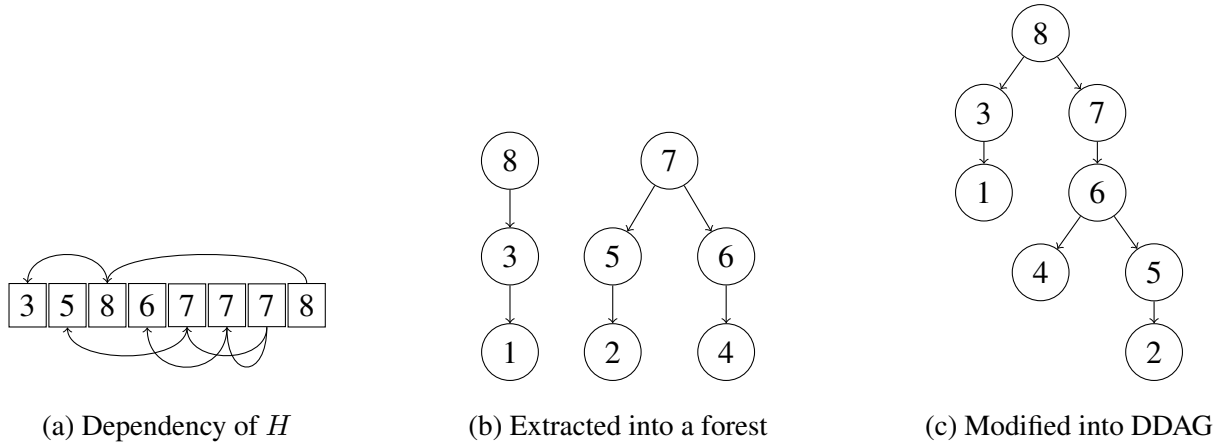 8
3 7
1 6
4 5
2
8 7
3 5 6
1 2 4
3 5 8 6 7 7 7 8
(a) Dependency of H
(b) Extracted into a forest
(c) Modified into DDAG